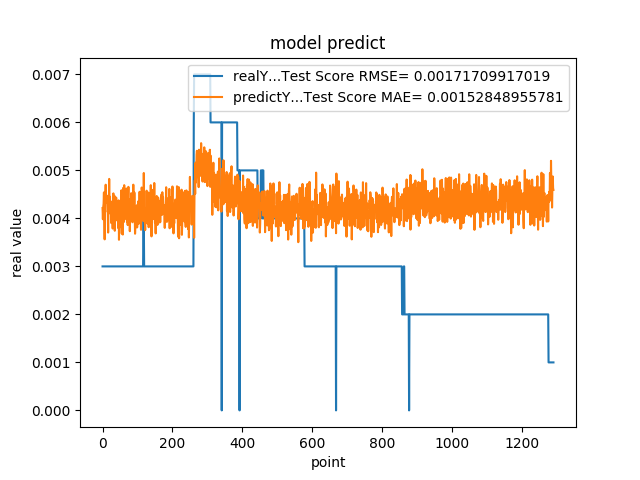 model predict
realY...Test Score RMSE= 0.00171709917019
predictY...Test Score MAE= 0.00152848955781
0.007
0.006
0.005
0.004
0.003
0.002
0.001
0.000
real value
0 200 400 600 800 1000 1200
point